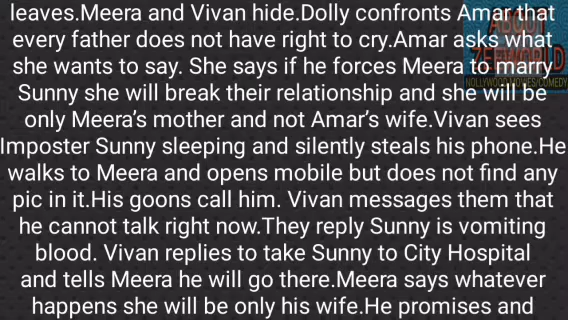 leaves.Meera and Vivan hide.Dolly confronts Amar that
every father does not have right to cry.Amar asks what
she wants to say. She says if he forces Meera to marry
Sunny she will break their relationship and she will be
only Meera’s mother and not Amar’s wife.Vivan sees
Imposter Sunny sleeping and silently steals his phone.He
walks to Meera and opens mobile but does not find any
pic in it.His goons call him. Vivan messages them that
he cannot talk right now.They reply Sunny is vomiting
blood. Vivan replies to take Sunny to City Hospital
and tells Meera he will go there.Meera says whatever
happens she will be only his wife.He promises and
ABOUT
ZEEWORLD
NOLLYWOOD MOVIES/COMEDY